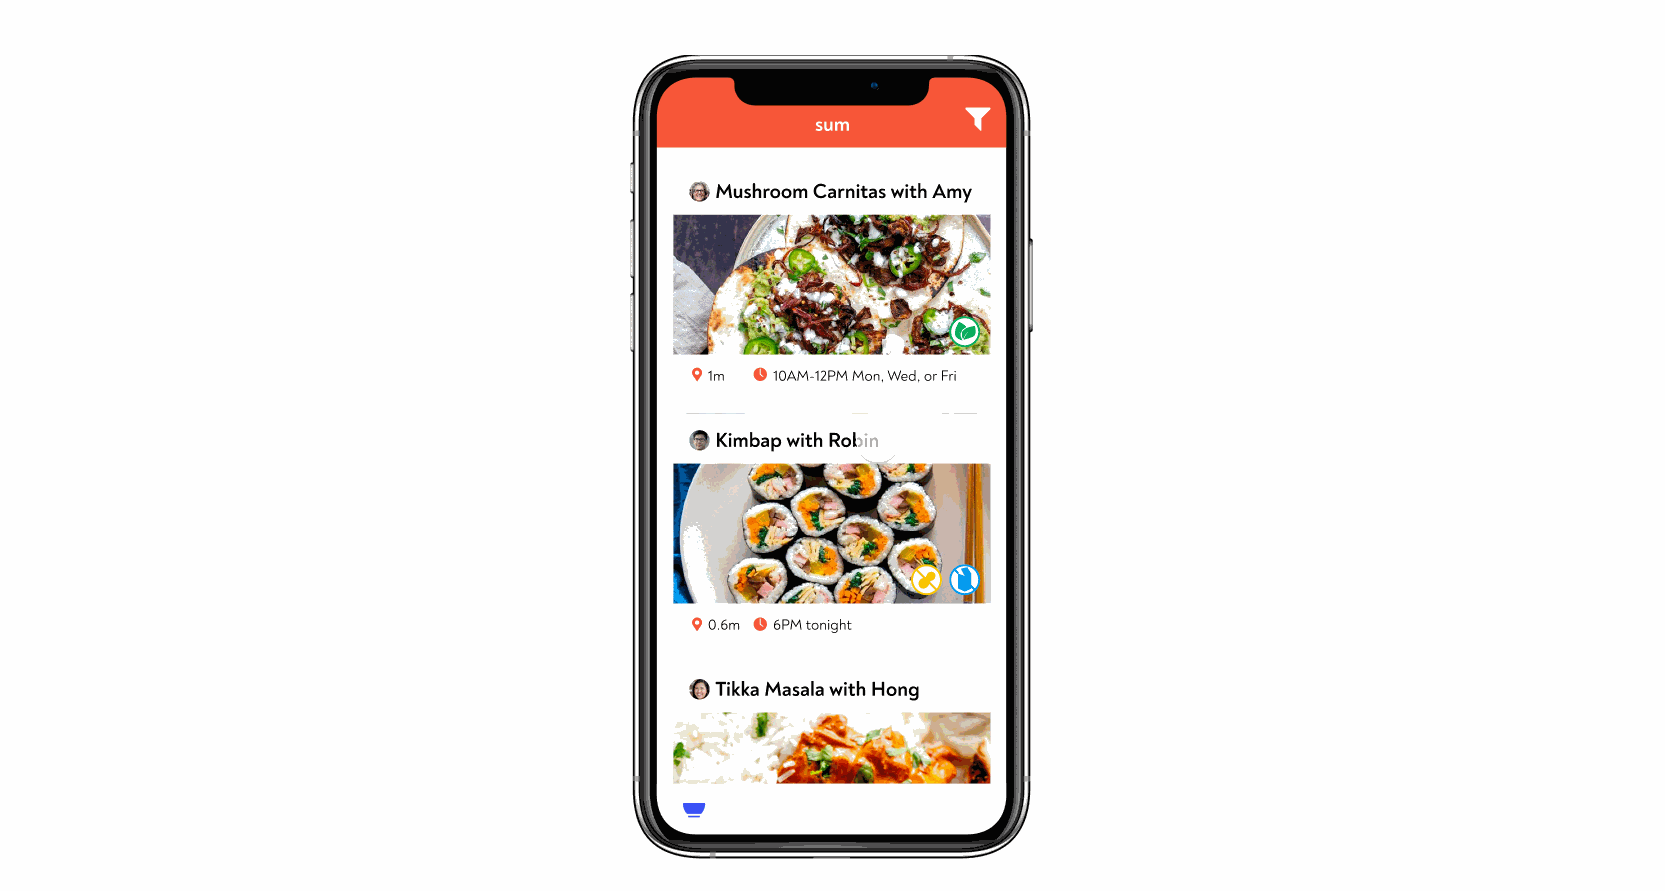 sum
Mushroom Carnitas with Amy
1m 10AM-12PM Mon, Wed, or Fri
Kimbap with Robin
0.6m 6PM tonight
Tikka Masala with Hong